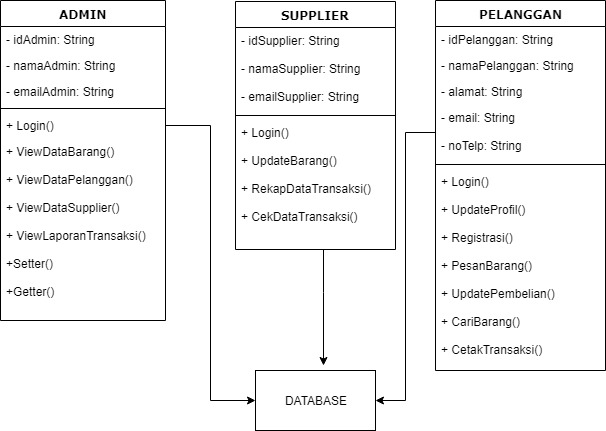 ADMIN
- idAdmin: String
- namaAdmin: String
- emailAdmin: String
+ Login()
+ ViewDataBarang()
+ ViewDataPelanggan()
+ ViewDataSupplier()
+ ViewLaporanTransaksi()
+Setter()
+Getter()
SUPPLIER
- idSupplier: String
- namaSupplier: String
- emailSupplier: String
+ Login()
+ UpdateBarang()
+ RekapDataTransaksi()
+ CekDataTransaksi()
PELANGGAN
- idPelanggan: String
- namaPelanggan: String
- alamat: String
- email: String
- noTelp: String
+ Login()
+ UpdateProfil()
+ Registrasi()
+ PesanBarang()
+ UpdatePembelian()
+ CariBarang()
+ CetakTransaksi()
DATABASE